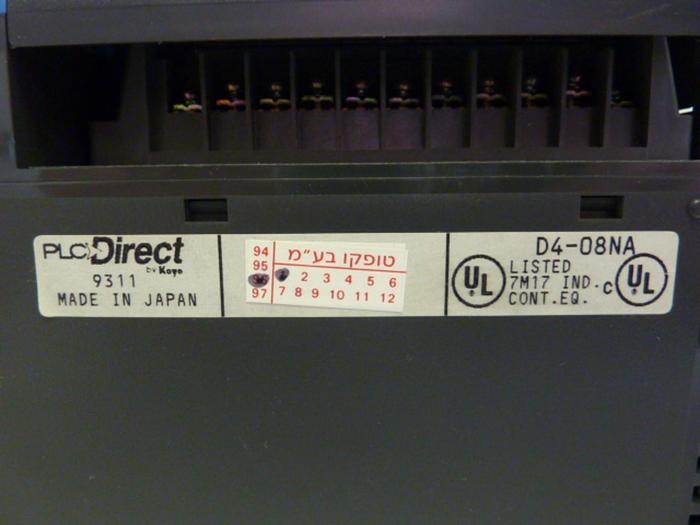 PLC Direct
by Koyo
9311
MADE IN JAPAN
טופקו בע"מ
94
95
97
2 3 4 5 6
7 8 9 10 11 12
D4-08NA
UL
LISTED
7M17 IND.
CONT.EQ.
c UL